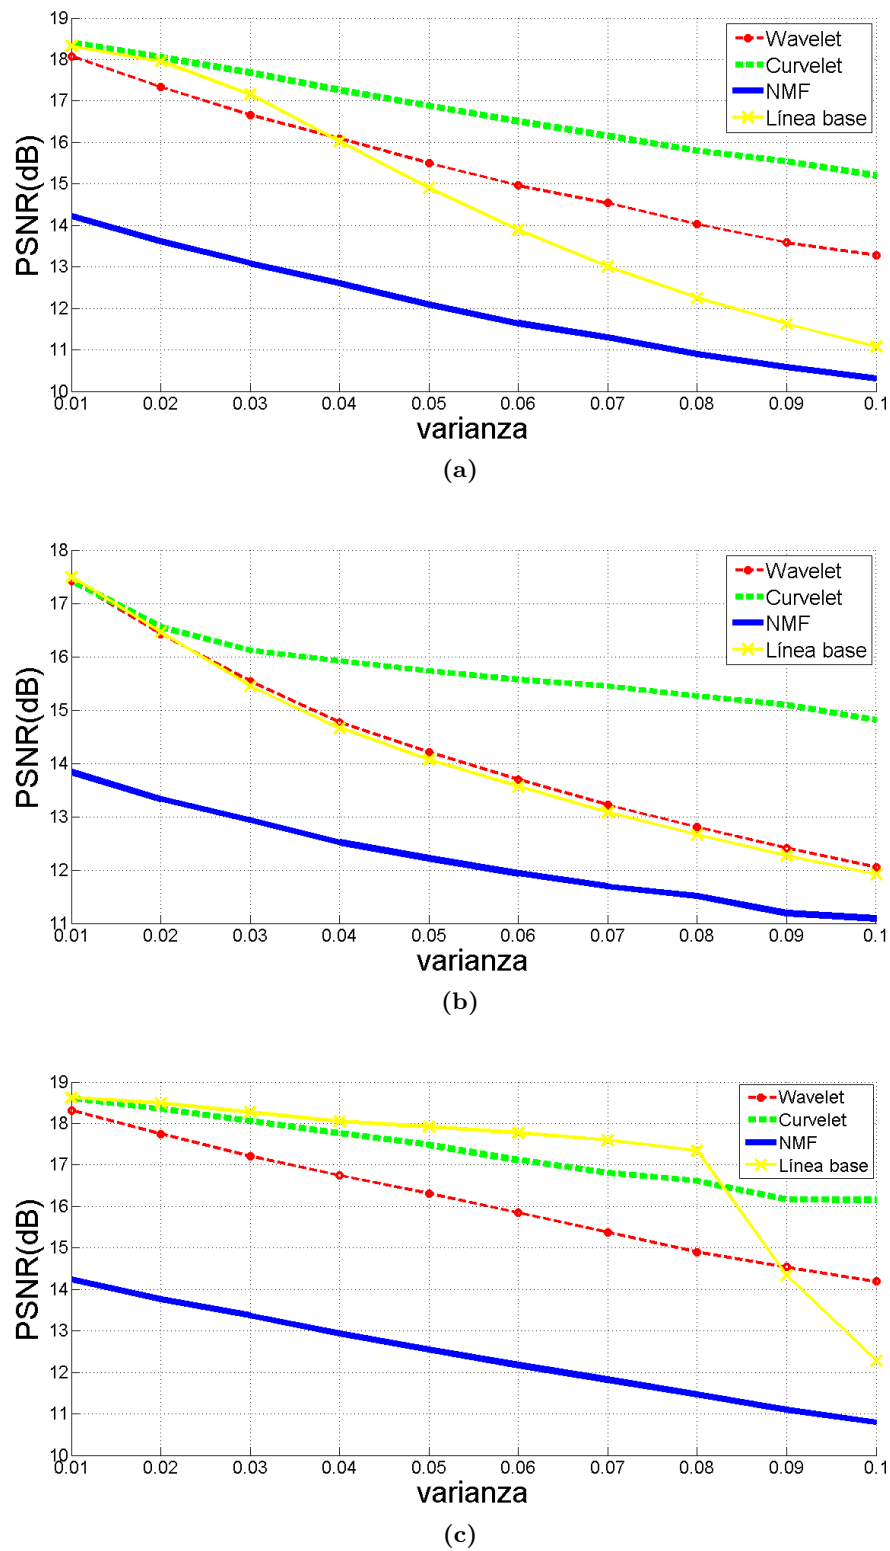 19
18
17
16
15
14
13
12
11
10
PSNR(dB)
0.01 0.02 0.03 0.04 0.05 0.06 0.07 0.08 0.09 0.1
varianza
Wavelet
Curvelet
NMF
Línea base
(a)
18
17
16
15
14
13
12
11
PSNR(dB)
0.01 0.02 0.03 0.04 0.05 0.06 0.07 0.08 0.09 0.1
varianza
Wavelet
Curvelet
NMF
Línea base
(b)
19
18
17
16
15
14
13
12
11
10
PSNR(dB)
0.01 0.02 0.03 0.04 0.05 0.06 0.07 0.08 0.09 0.1
varianza
Wavelet
Curvelet
NMF
Línea base
(c)